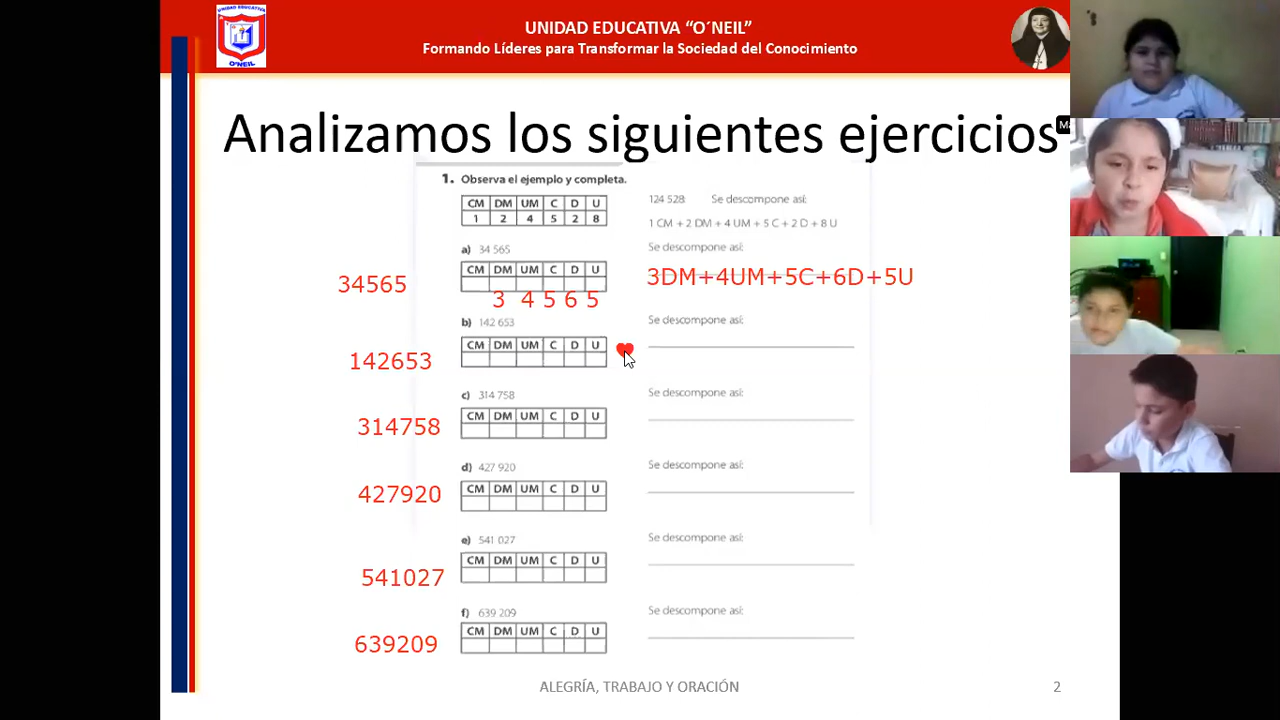 UNIDAD EDUCATIVA
O´NEIL
UNIDAD EDUCATIVA “O´NEIL”
Formando Líderes para Transformar la Sociedad del Conocimiento
Analizamos los siguientes ejercicios
1. Observa el ejemplo y completa.
CM DM UM C D U
1 2 4 5 2 8
124 528: Se descompone así:
1 CM + 2 DM + 4 UM + 5 C + 2 D + 8 U
a) 34 565
Se descompone así:
34565
CM DM UM C D U
3 4 5 6 5
3DM+4UM+5C+6D+5U
b) 142 653
Se descompone así:
142653
CM DM UM C D U
c) 314 758
Se descompone así:
314758
CM DM UM C D U
d) 427 920
Se descompone así:
427920
CM DM UM C D U
e) 541 027
Se descompone así:
541027
CM DM UM C D U
f) 639 209
Se descompone así:
639209
CM DM UM C D U
ALEGRÍA, TRABAJO Y ORACIÓN
2